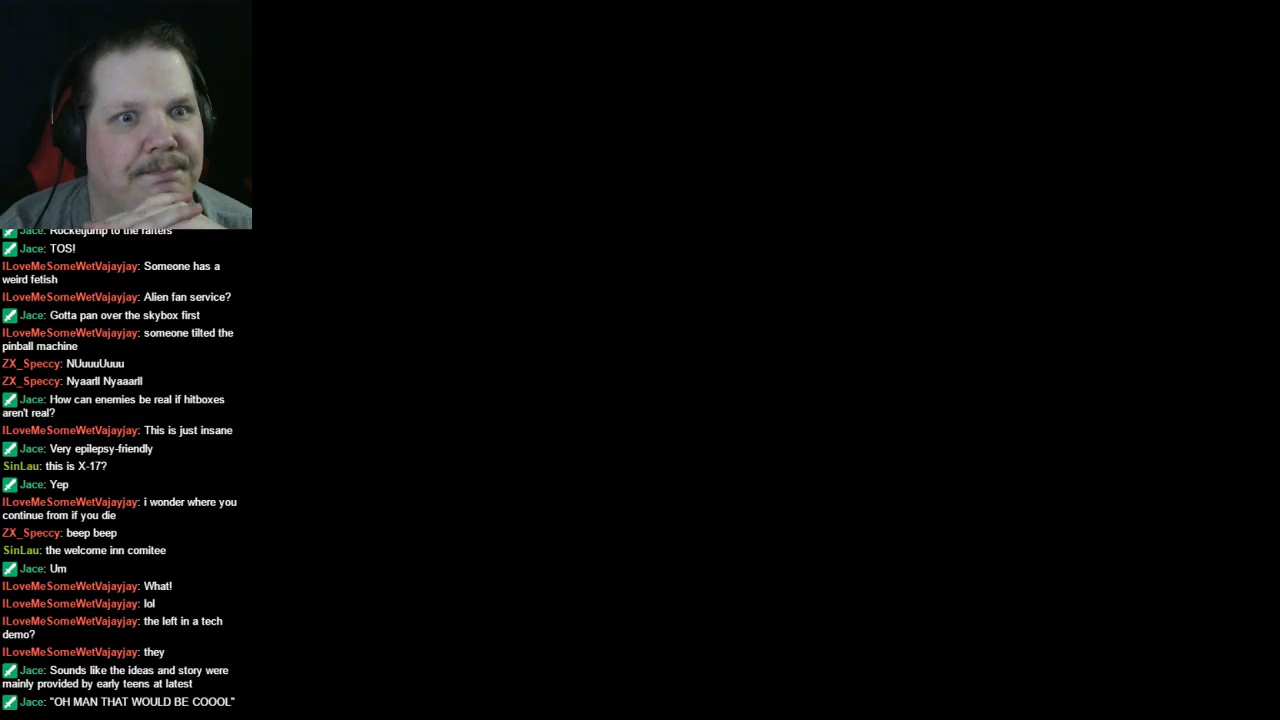 Jace: Rocketjump to the rafters
Jace: TOS!
ILoveMeSomeWetVajayjay: Someone has a
weird fetish
ILoveMeSomeWetVajayjay: Alien fan service?
Jace: Gotta pan over the skybox first
ILoveMeSomeWetVajayjay: someone tilted the
pinball machine
ZX_Speccy: NUuuuUuuu
ZX_Speccy: Nyaarll Nyaaarll
Jace: How can enemies be real if hitboxes
aren't real?
ILoveMeSomeWetVajayjay: This is just insane
Jace: Very epilepsy-friendly
SinLau: this is X-17?
Jace: Yep
ILoveMeSomeWetVajayjay: i wonder where you
continue from if you die
ZX_Speccy: beep beep
SinLau: the welcome inn comitee
Jace: Um
ILoveMeSomeWetVajayjay: What!
ILoveMeSomeWetVajayjay: lol
ILoveMeSomeWetVajayjay: the left in a tech
demo?
ILoveMeSomeWetVajayjay: they
Jace: Sounds like the ideas and story were
mainly provided by early teens at latest
Jace: "OH MAN THAT WOULD BE COOOL"